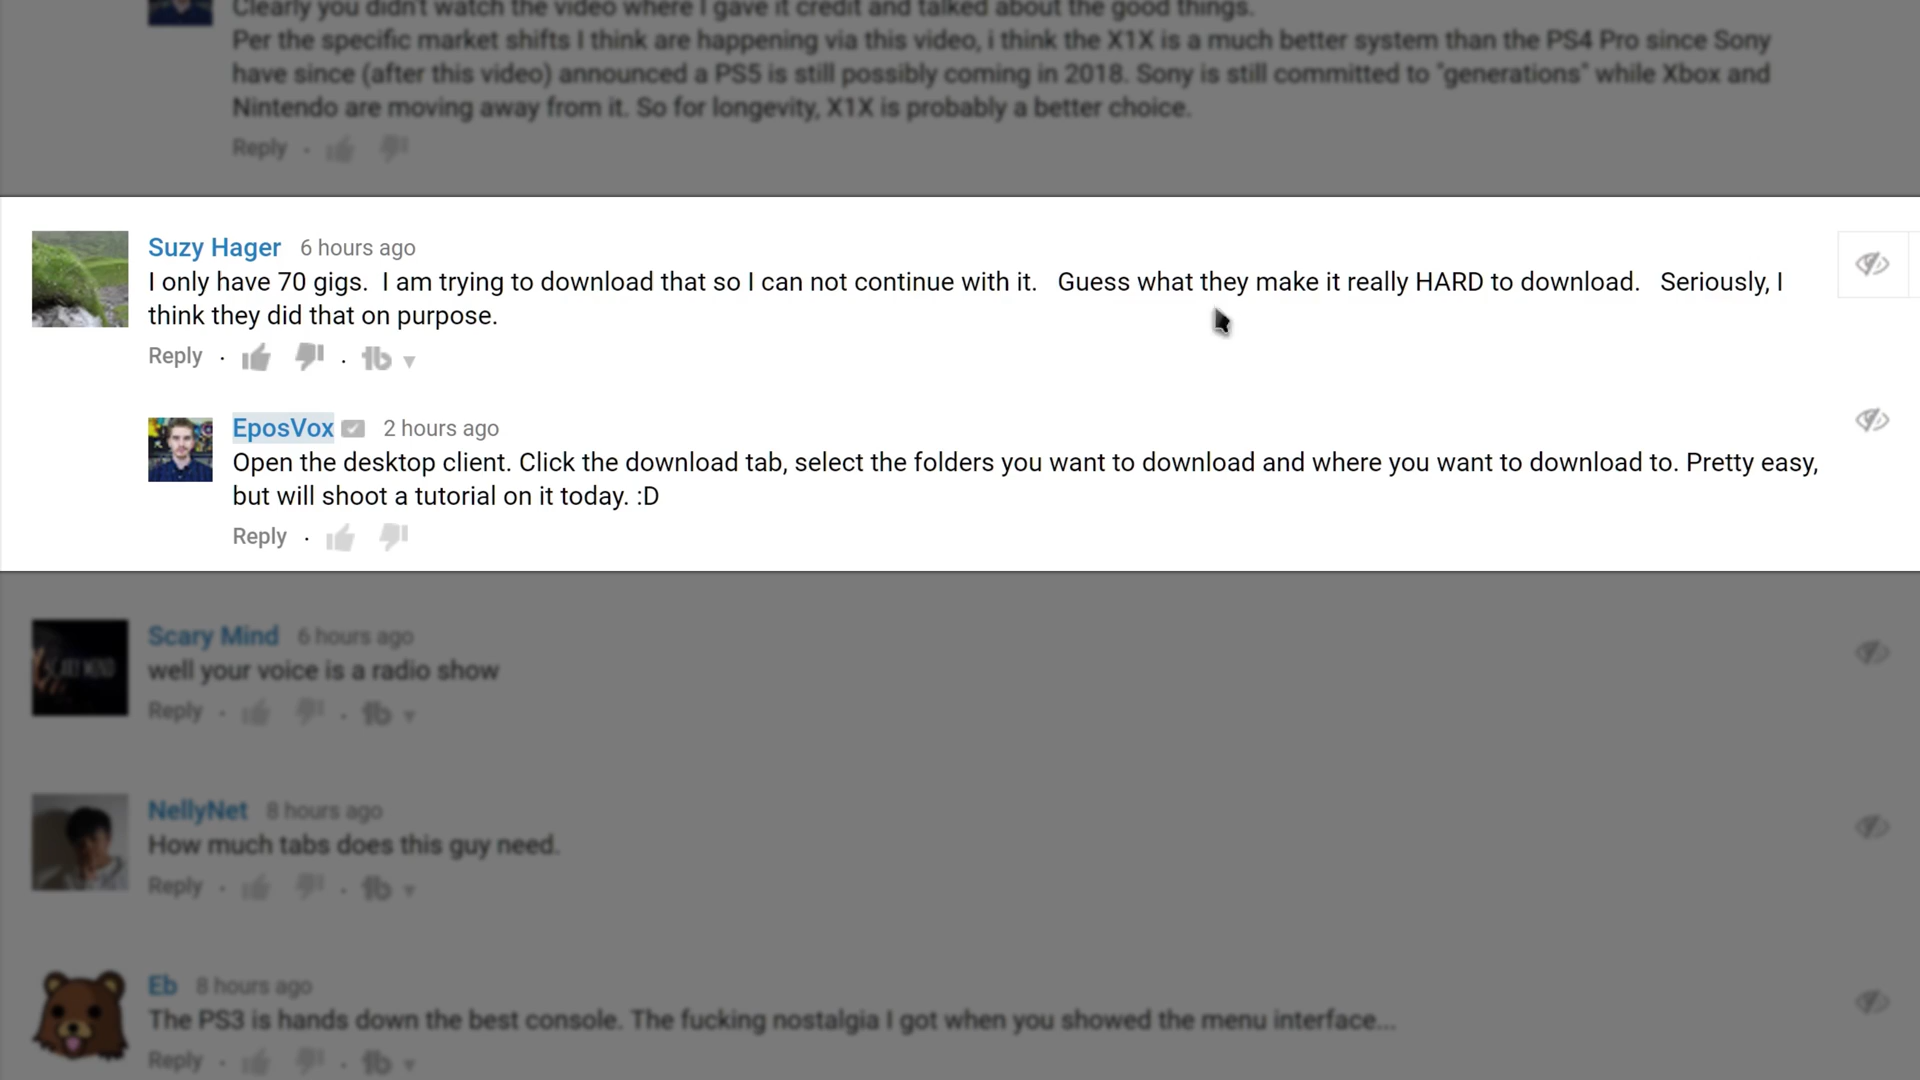 Clearly you didn't watch the video where I gave it credit and talked about the good things.
Per the specific market shifts I think are happening via this video, i think the X1X is a much better system than the PS4 Pro since Sony
have since (after this video) announced a PS5 is still possibly coming in 2018. Sony is still committed to "generations" while Xbox and
Nintendo are moving away from it. So for longevity, X1X is probably a better choice.
Reply
Suzy Hager 6 hours ago
I only have 70 gigs. I am trying to download that so I can not continue with it. Guess what they make it really HARD to download. Seriously, I
think they did that on purpose.
Reply
EposVox 2 hours ago
Open the desktop client. Click the download tab, select the folders you want to download and where you want to download to. Pretty easy,
but will shoot a tutorial on it today. :D
Reply
Scary Mind 6 hours ago
well your voice is a radio show
Reply
NellyNet 8 hours ago
How much tabs does this guy need.
Reply
Eb 8 hours ago
The PS3 is hands down the best console. The fucking nostalgia I got when you showed the menu interface...
Reply